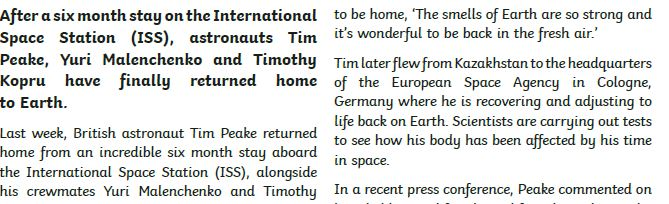 After a six month stay on the International
Space Station (ISS), astronauts Tim
Peake, Yuri Malenchenko and Timothy
Kopru have finally returned home
to Earth.
Last week, British astronaut Tim Peake returned
home from an incredible six month stay aboard
the International Space Station (ISS), alongside
his crewmates Yuri Malenchenko and Timothy
to be home, ‘The smells of Earth are so strong and
it’s wonderful to be back in the fresh air.’
Tim later flew from Kazakhstan to the headquarters
of the European Space Agency in Cologne,
Germany where he is recovering and adjusting to
life back on Earth. Scientists are carrying out tests
to see how his body has been affected by his time
in space.
In a recent press conference, Peake commented on